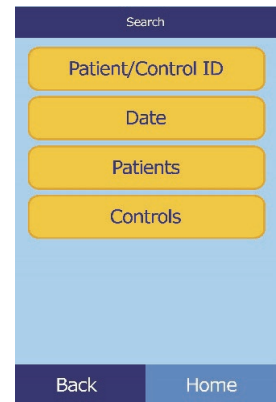 Search
Patient/Control ID
Date
Patients
Controls
Back Home